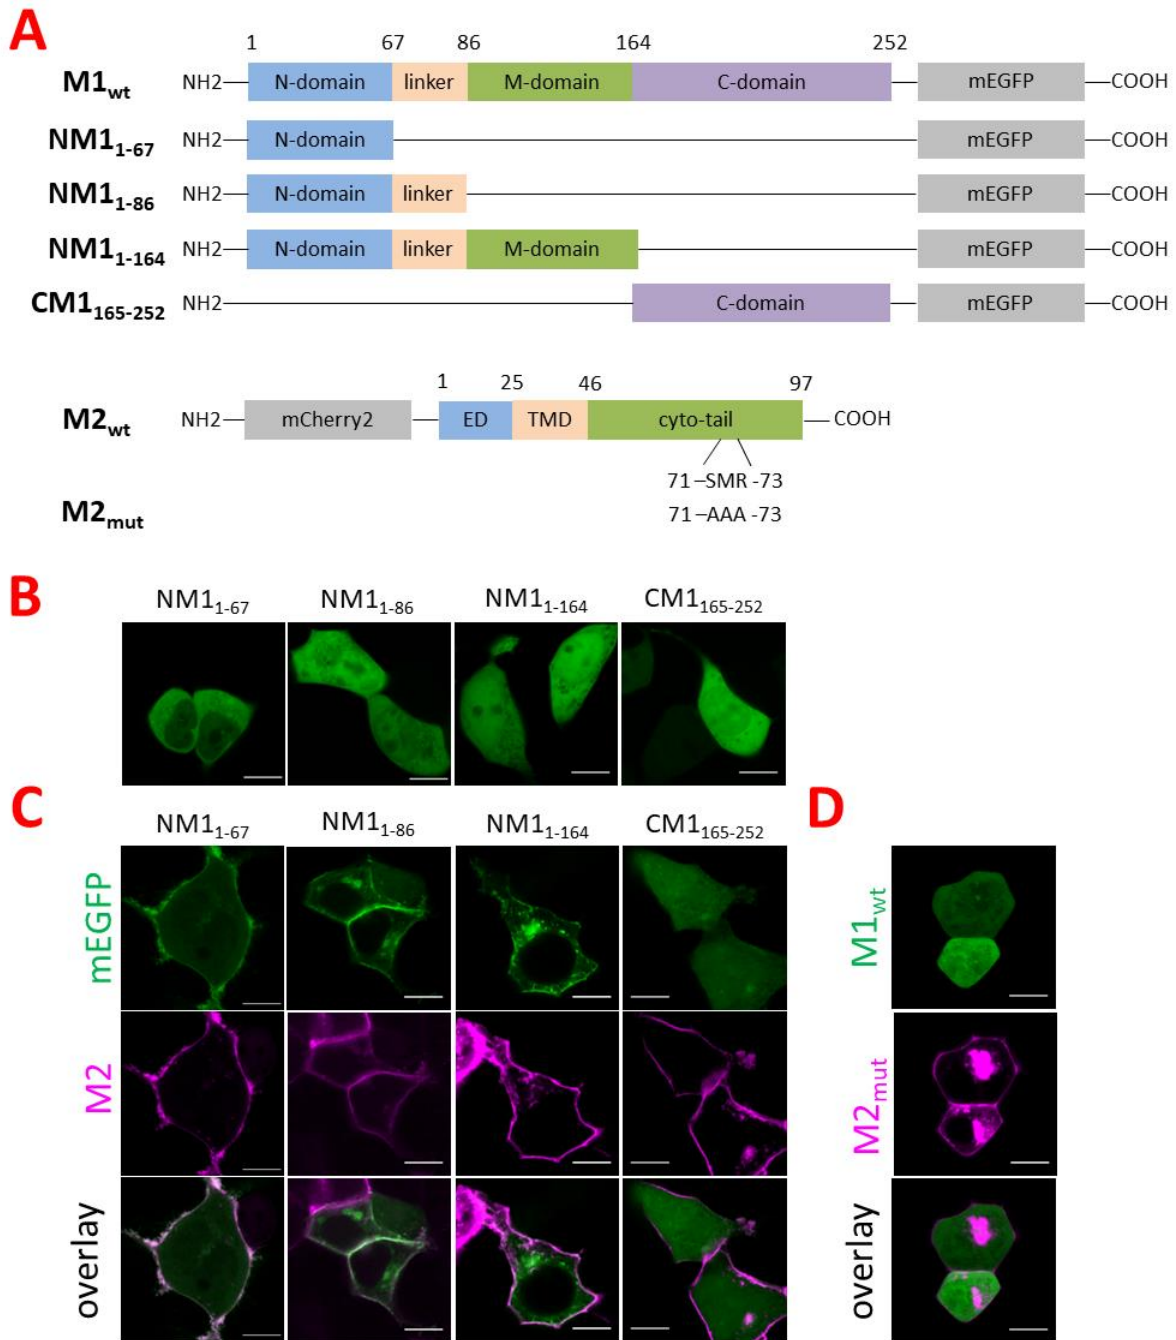 A
1 67 86 164 252
M1wt NH2 N-domain linker M-domain C-domain mEGFP COOH
NM11-67 NH2 N-domain mEGFP COOH
NM11-86 NH2 N-domain linker mEGFP COOH
NM11-164 NH2 N-domain linker M-domain mEGFP COOH
CM1165-252 NH2 C-domain mEGFP COOH
1 25 46 97
M2wt NH2 mCherry2 ED TMD cyto-tail COOH
71 –SMR -73
M2mut 71 –AAA -73
B
NM11-67 NM11-86 NM11-164 CM1165-252
C
NM11-67 NM11-86 NM11-164 CM1165-252
mEGFP
M2
overlay
D
M1wt
M2mut
overlay